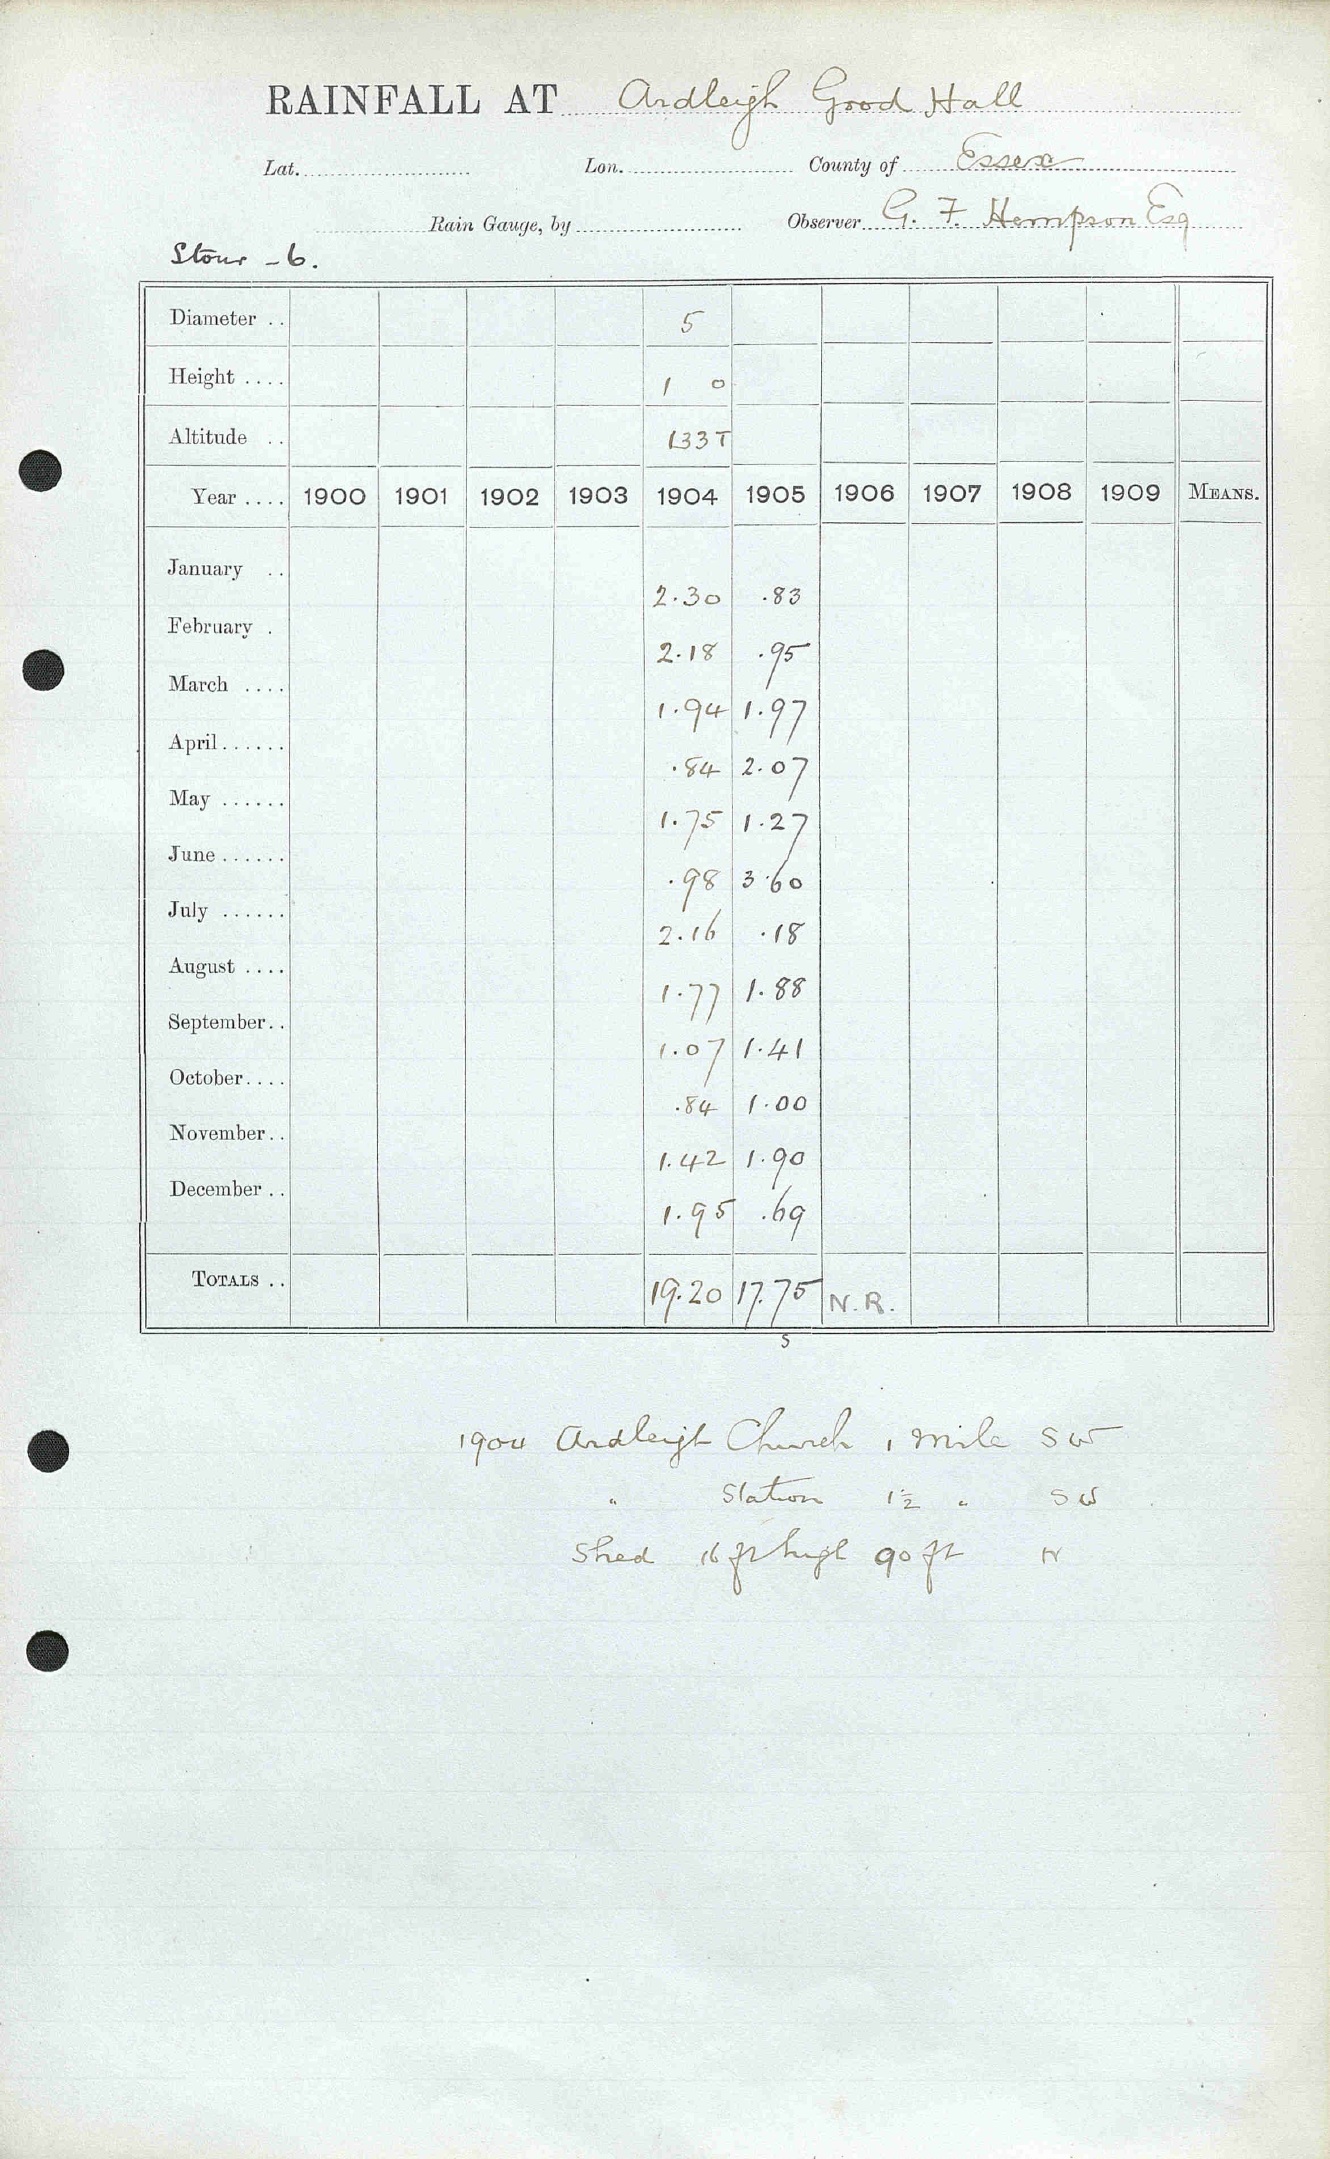 RAINFALL AT Ardleigh Good Hall
Lat. Lon. County of Essex
Rain Gauge, by Observer G. F. Hempson Esq
Stour - 6.
Diameter .. 5
Height .... 1 0
Altitude .. 133 T
Year .... 1900 1901 1902 1903 1904 1905 1906 1907 1908 1909 MEANS.
January .. 2.30 .83
February . 2.18 .95
March .... 1.94 1.97
April ...... .84 2.07
May ...... 1.75 1.27
June ...... .98 3.60
July ...... 2.16 .18
August .... 1.77 1.88
September.. 1.07 1.41
October.... .84 1.00
November.. 1.42 1.90
December .. 1.95 .69
TOTALS .. 19.20 17.75 N.R.
s
1904 Ardleigh Church 1 mile SW
" Station 1½ " SW
Shed 16 ft high 90 ft N